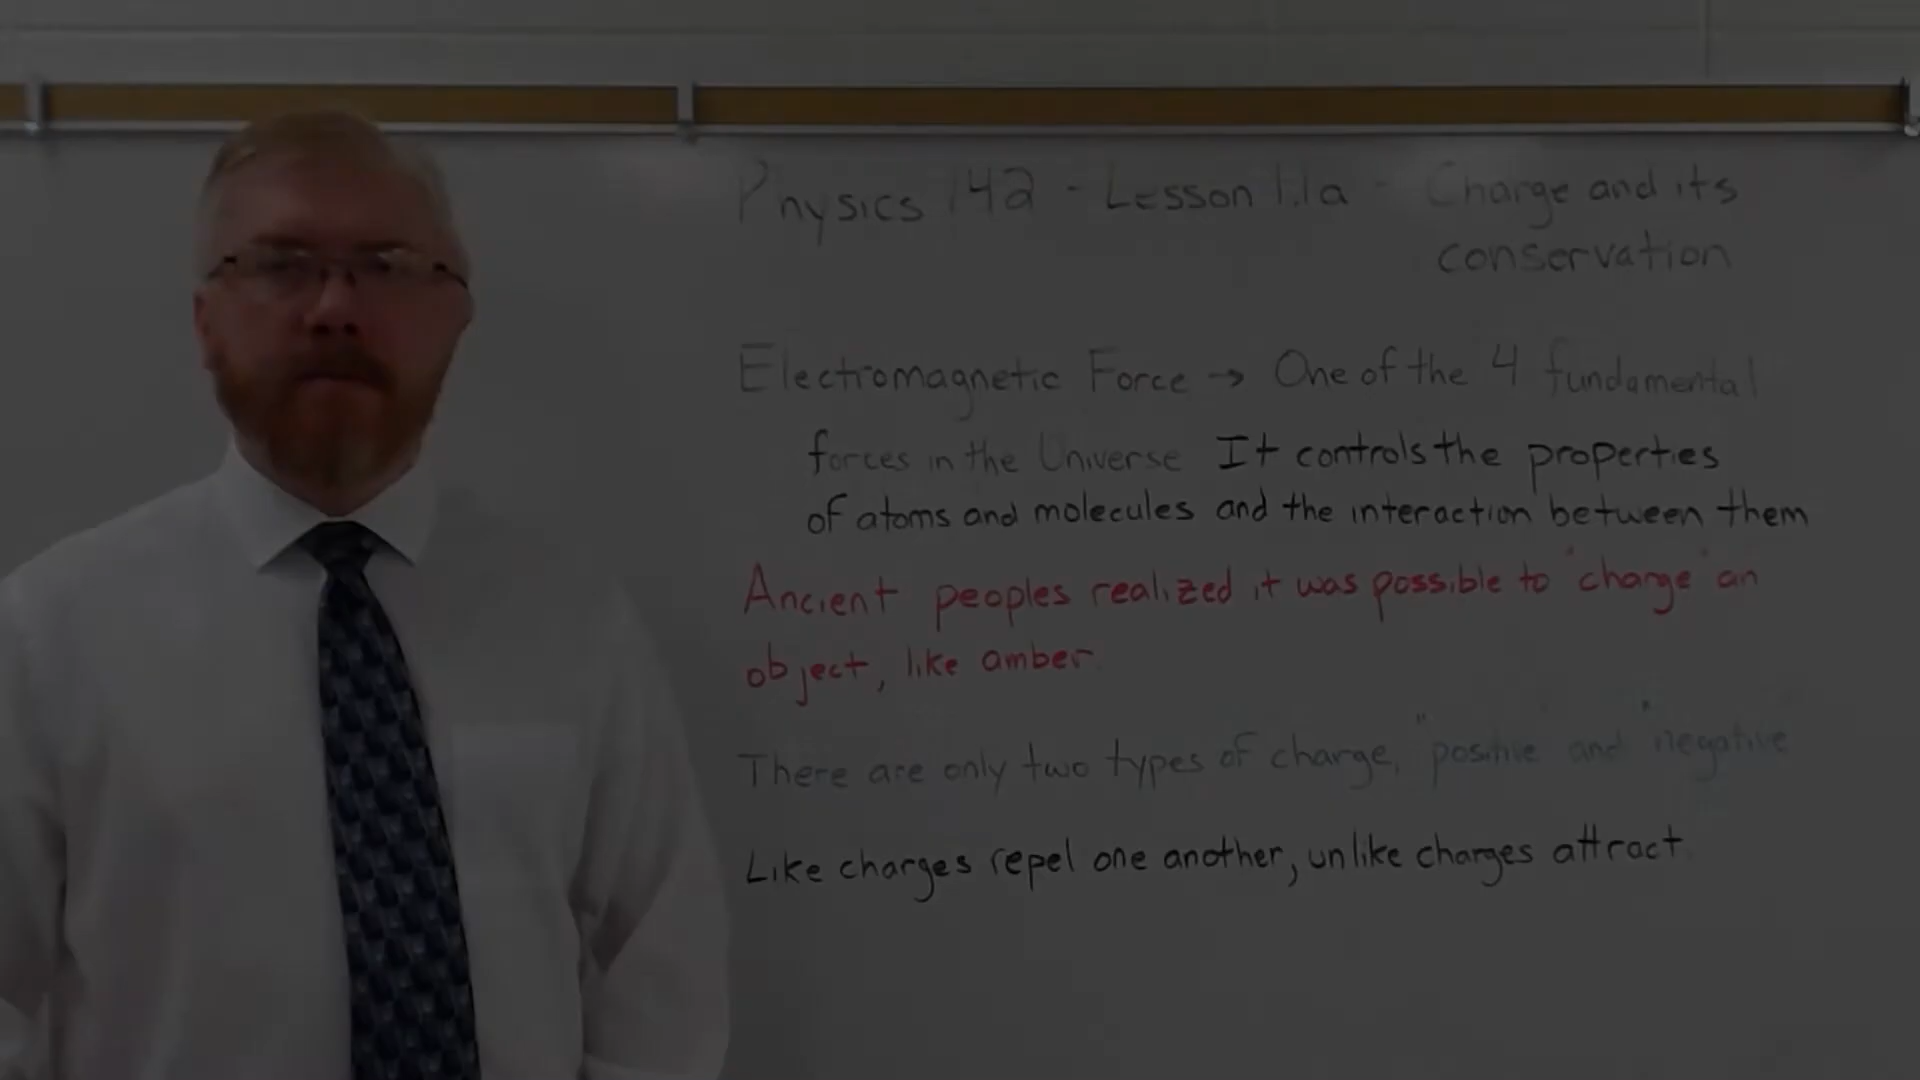 Physics 142 - Lesson 1.1a - Charge and its
conservation
Electromagnetic Force → One of the 4 fundamental
forces in the Universe It controls the properties
of atoms and molecules and the interaction between them
Ancient peoples realized it was possible to "charge" an
object, like amber
There are only two types of charge, "positive" and "negative
Like charges repel one another, unlike charges attract